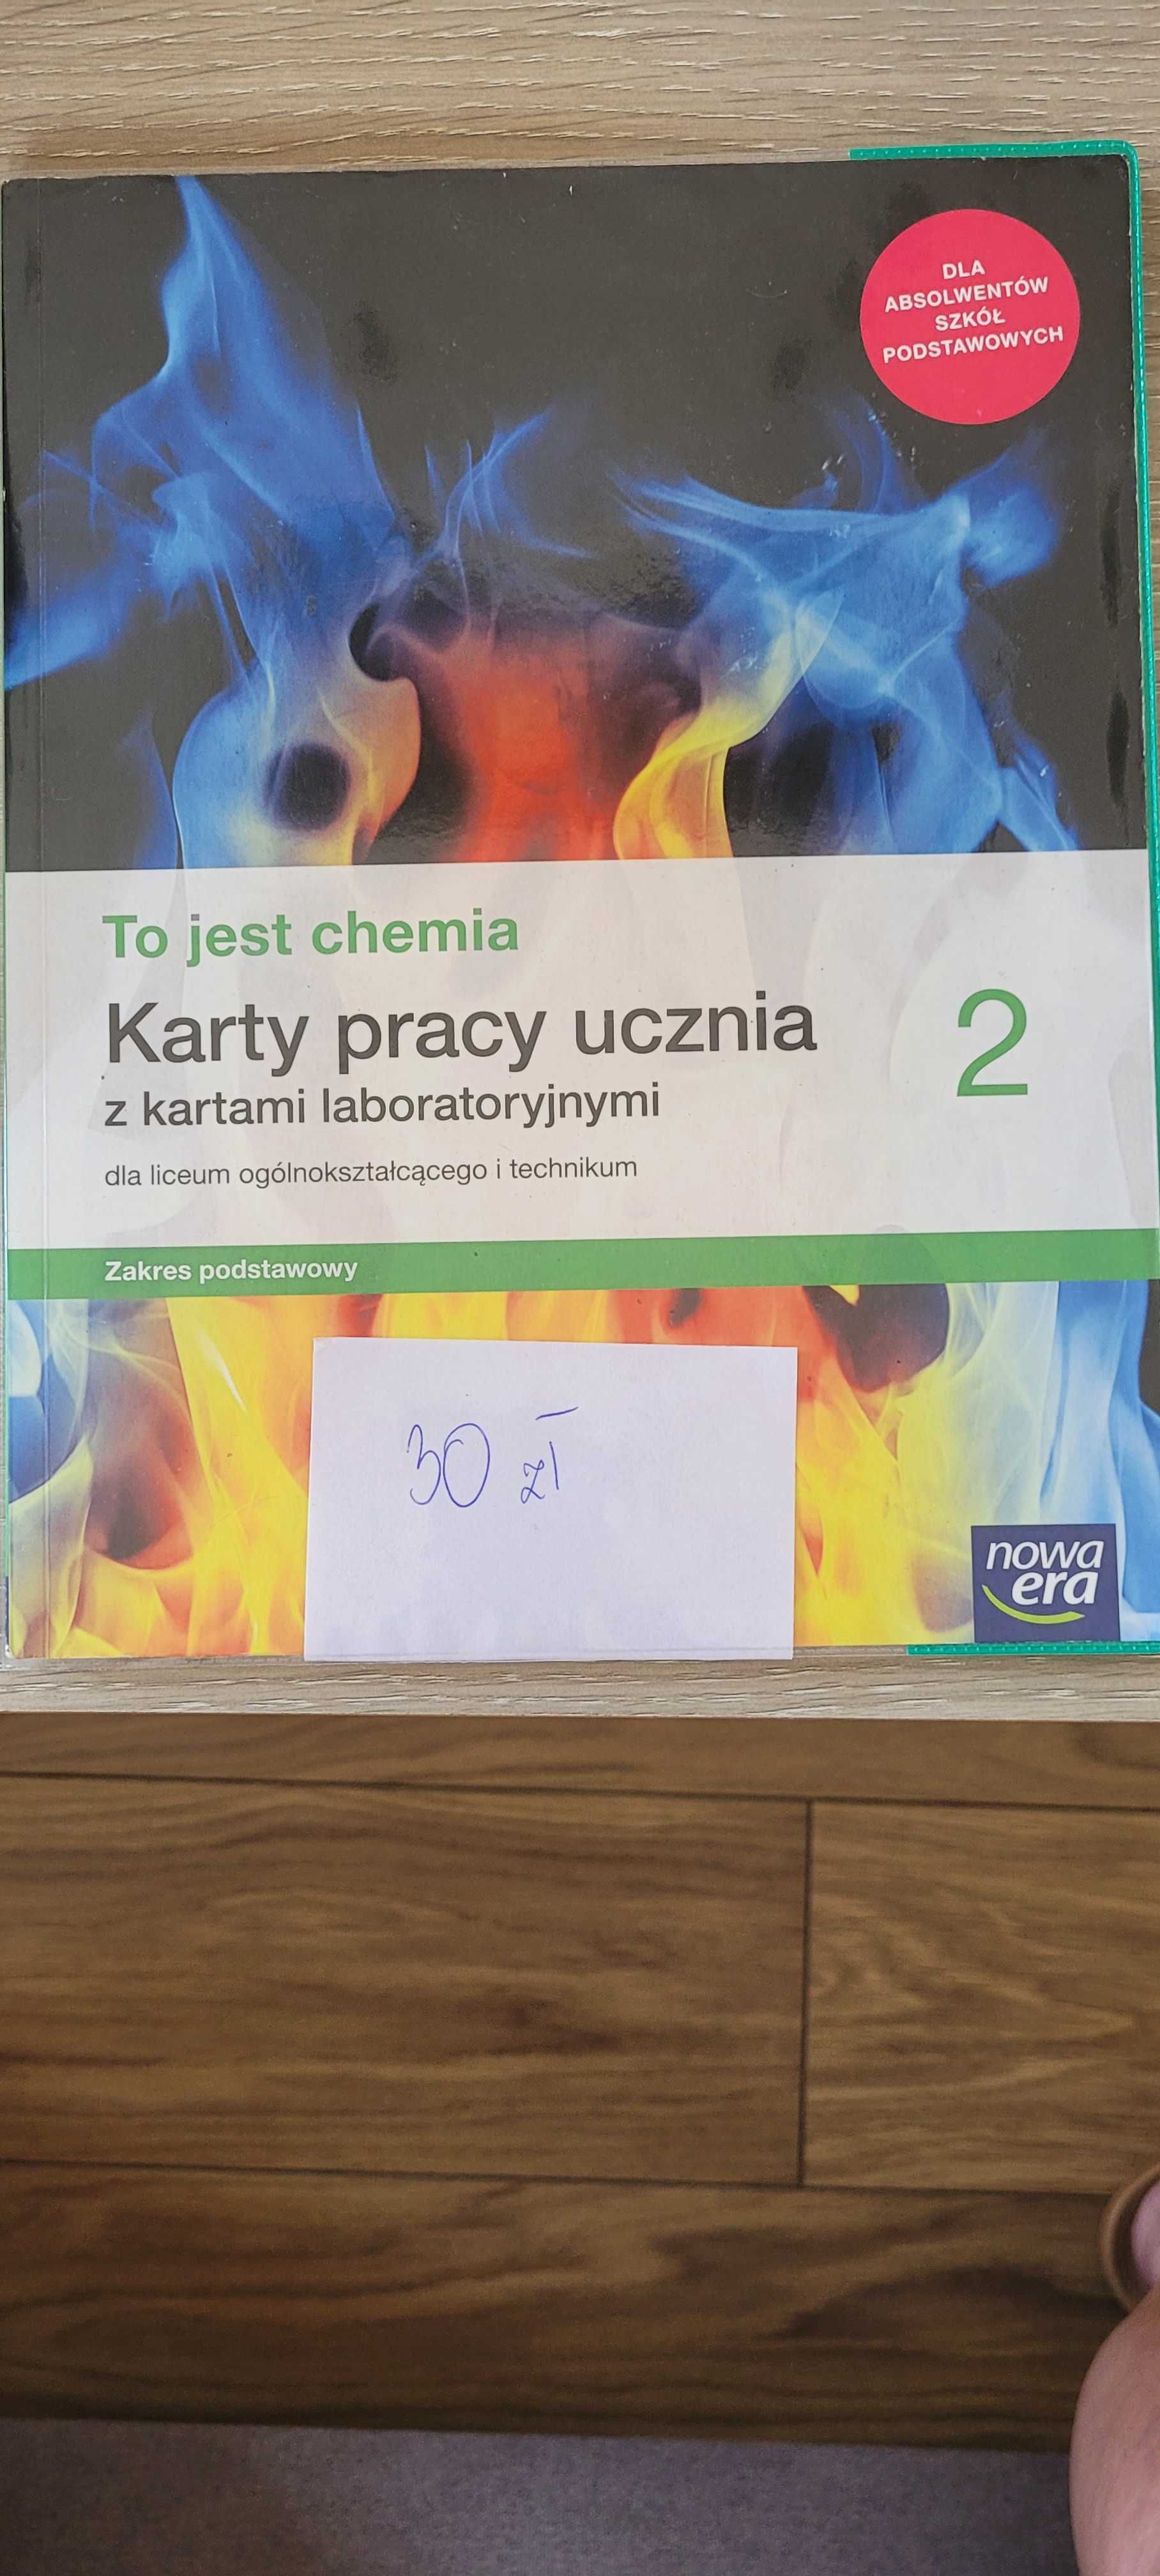 DLA
ABSOLWENTÓW
SZKÓŁ
PODSTAWOWYCH
To jest chemia
Karty pracy ucznia
2
z kartami laboratoryjnymi
dla liceum ogólnokształcącego i technikum
Zakres podstawowy
30 zł
nowa
era